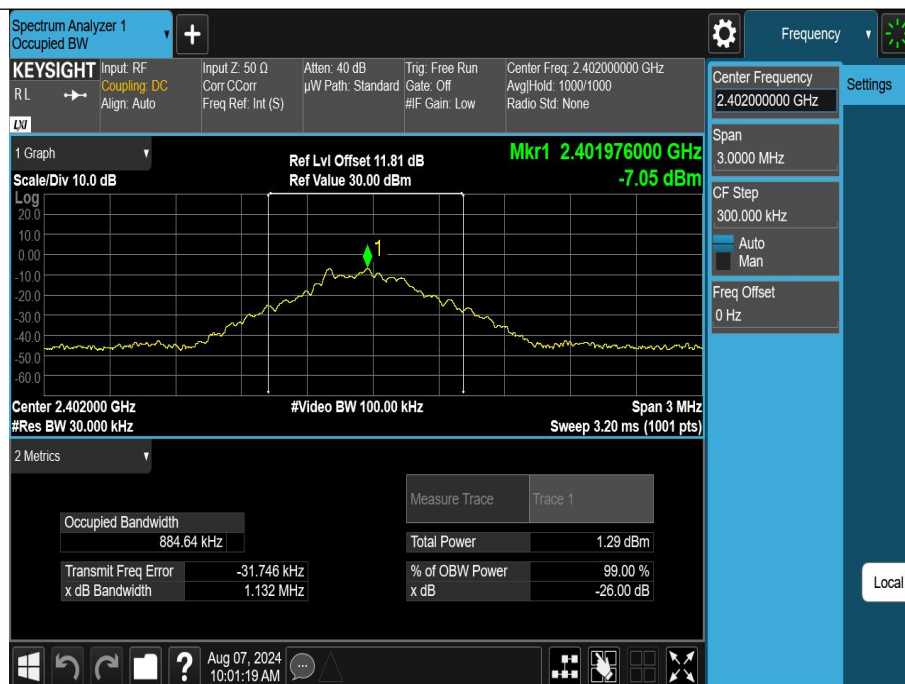 Spectrum Analyzer 1
Occupied BW
Frequency
KEYSIGHT
RL
LXI
Input: RF
Coupling: DC
Align: Auto
Input Z: 50 Ω
Corr CCorr
Freq Ref: Int (S)
Atten: 40 dB
µW Path: Standard
Trig: Free Run
Gate: Off
#IF Gain: Low
Center Freq: 2.402000000 GHz
Avg|Hold: 1000/1000
Radio Std: None
Center Frequency
2.402000000 GHz
Settings
Span
3.0000 MHz
CF Step
300.000 kHz
Auto
Man
Freq Offset
0 Hz
Local
1 Graph
Scale/Div 10.0 dB
Ref Lvl Offset 11.81 dB
Ref Value 30.00 dBm
Mkr1 2.401976000 GHz
-7.05 dBm
Log
20.0
10.0
0.00
-10.0
-20.0
-30.0
-40.0
-50.0
-60.0
1
Center 2.402000 GHz
#Video BW 100.00 kHz
Span 3 MHz
#Res BW 30.000 kHz
Sweep 3.20 ms (1001 pts)
2 Metrics
Measure Trace
Trace 1
Occupied Bandwidth
884.64 kHz
Total Power
1.29 dBm
Transmit Freq Error
-31.746 kHz
% of OBW Power
99.00 %
x dB Bandwidth
1.132 MHz
x dB
-26.00 dB
?
Aug 07, 2024
10:01:19 AM